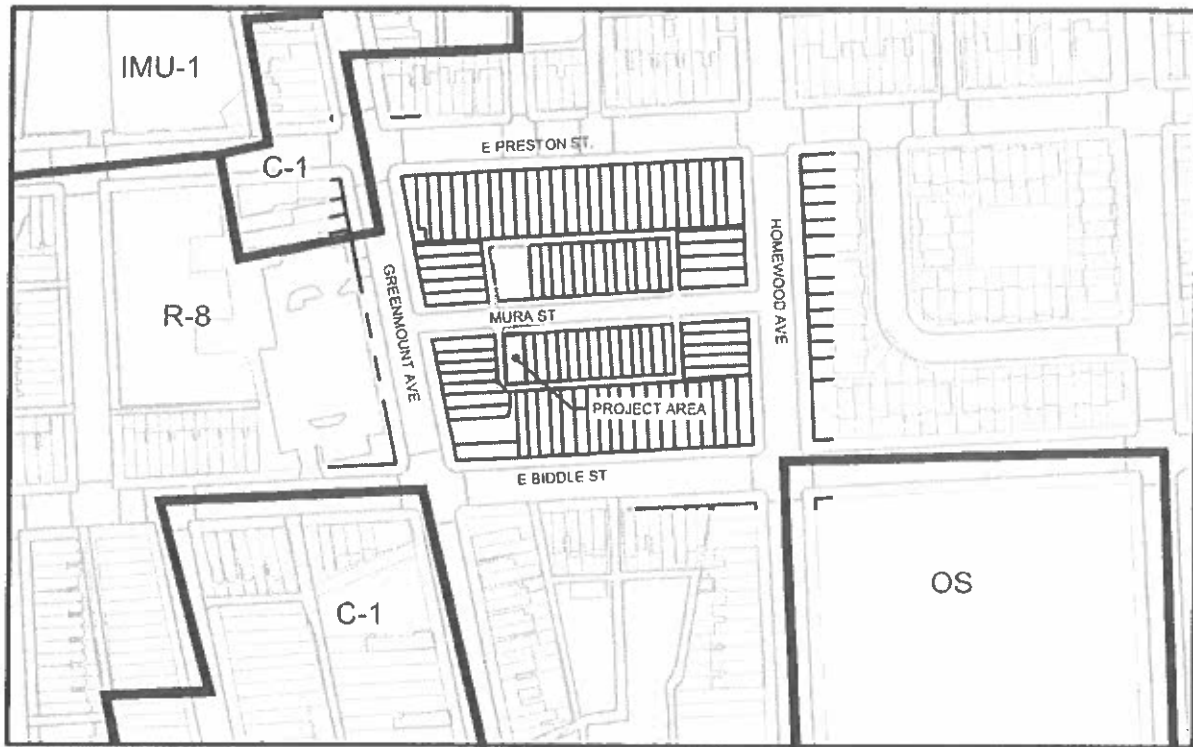 IMU-1
E PRESTON ST.
C-1
HOMEWOOD AVE
GREENMOUNT AVE
R-8
MURA ST
PROJECT AREA
E BIDDLE ST
C-1
OS